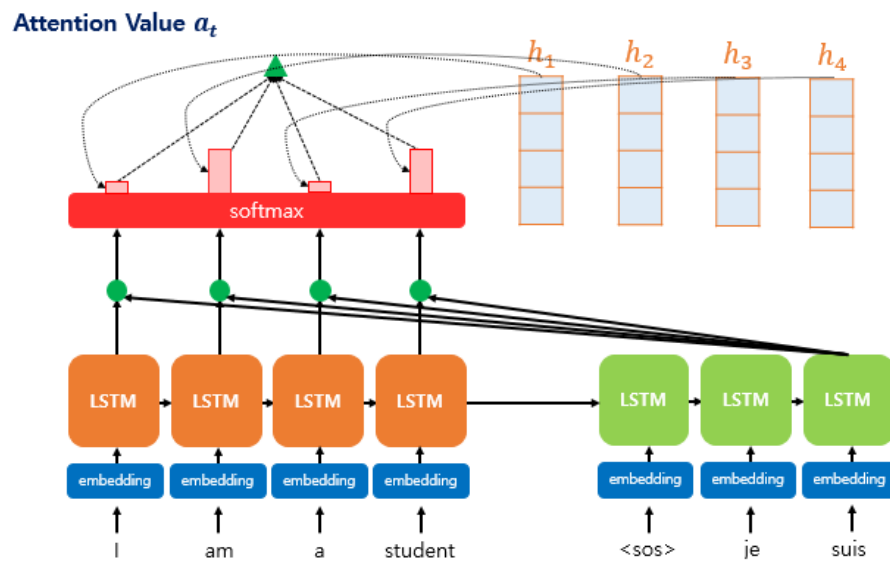 Attention Value a_t
h_1 h_2 h_3 h_4
softmax
LSTM LSTM LSTM LSTM LSTM LSTM LSTM
embedding embedding embedding embedding embedding embedding embedding
I am a student <sos> je suis